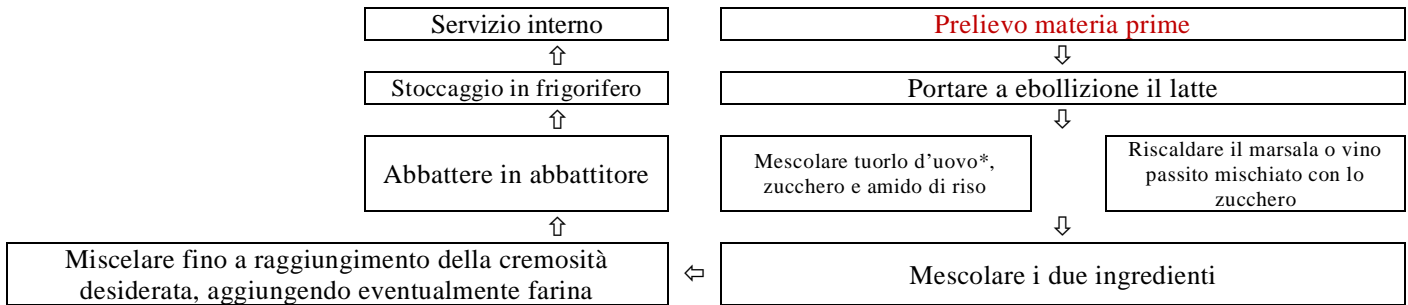 Servizio interno
Prelievo materia prime
⇧
⇩
Stoccaggio in frigorifero
Portare a ebollizione il latte
⇧
⇩
Abbattere in abbattitore
Mescolare tuorlo d'uovo*,
zucchero e amido di riso
Riscaldare il marsala o vino
passito mischiato con lo
zucchero
⇧
⇩
Miscelare fino a raggiungimento della cremosità
desiderata, aggiungendo eventualmente farina
⇦
Mescolare i due ingredienti